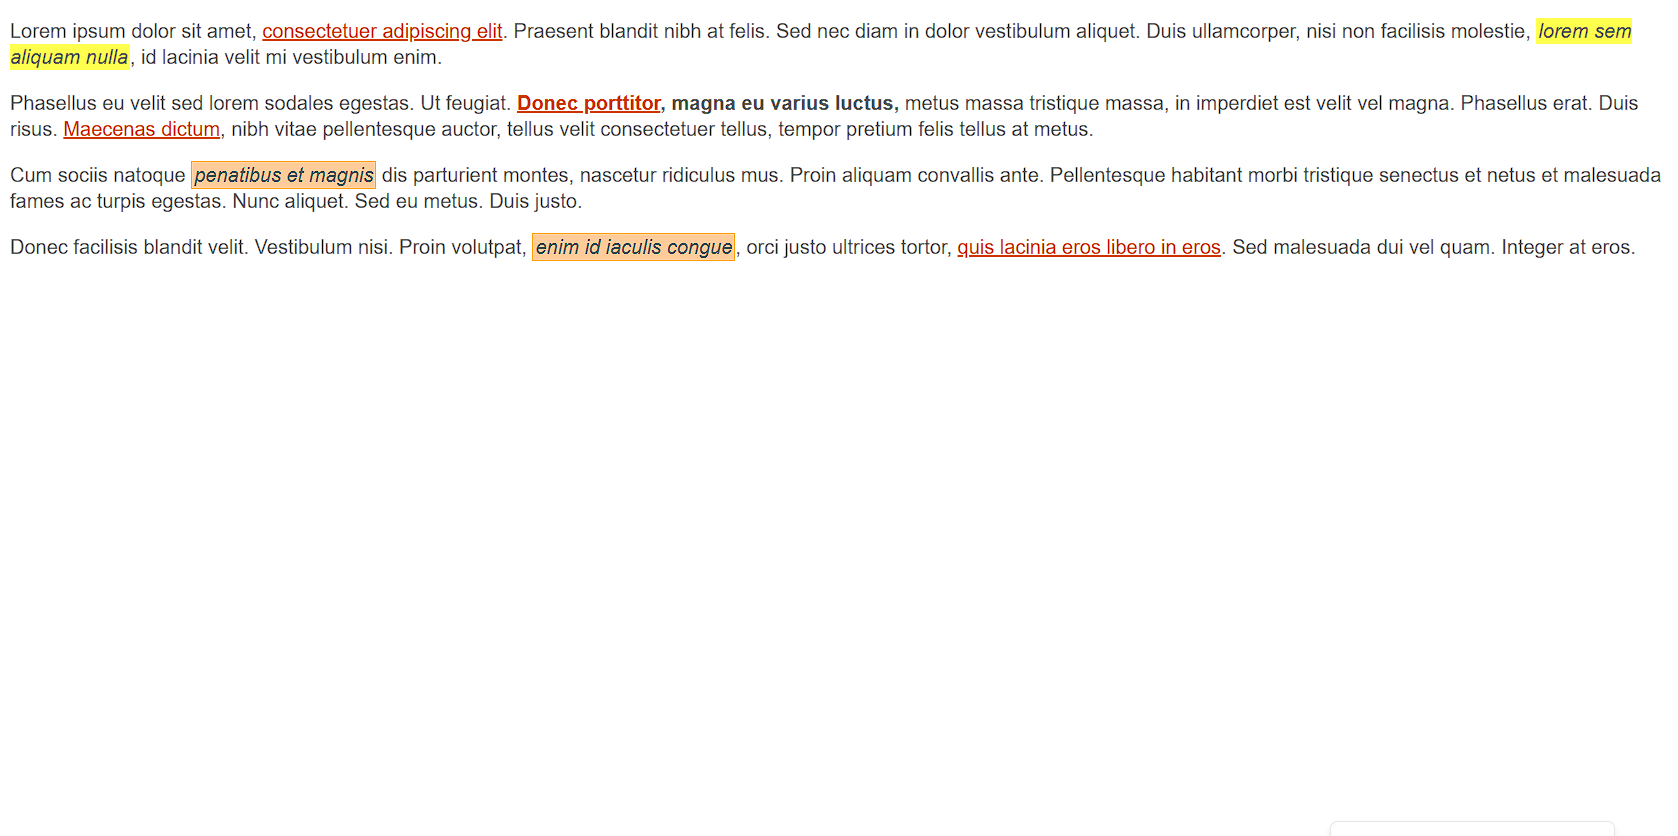 Lorem ipsum dolor sit amet, consectetuer adipiscing elit. Praesent blandit nibh at felis. Sed nec diam in dolor vestibulum aliquet. Duis ullamcorper, nisi non facilisis molestie, lorem sem
aliquam nulla, id lacinia velit mi vestibulum enim.
Phasellus eu velit sed lorem sodales egestas. Ut feugiat. Donec porttitor, magna eu varius luctus, metus massa tristique massa, in imperdiet est velit vel magna. Phasellus erat. Duis
risus. Maecenas dictum, nibh vitae pellentesque auctor, tellus velit consectetuer tellus, tempor pretium felis tellus at metus.
Cum sociis natoque penatibus et magnis dis parturient montes, nascetur ridiculus mus. Proin aliquam convallis ante. Pellentesque habitant morbi tristique senectus et netus et malesuada
fames ac turpis egestas. Nunc aliquet. Sed eu metus. Duis justo.
Donec facilisis blandit velit. Vestibulum nisi. Proin volutpat, enim id iaculis congue, orci justo ultrices tortor, quis lacinia eros libero in eros. Sed malesuada dui vel quam. Integer at eros.